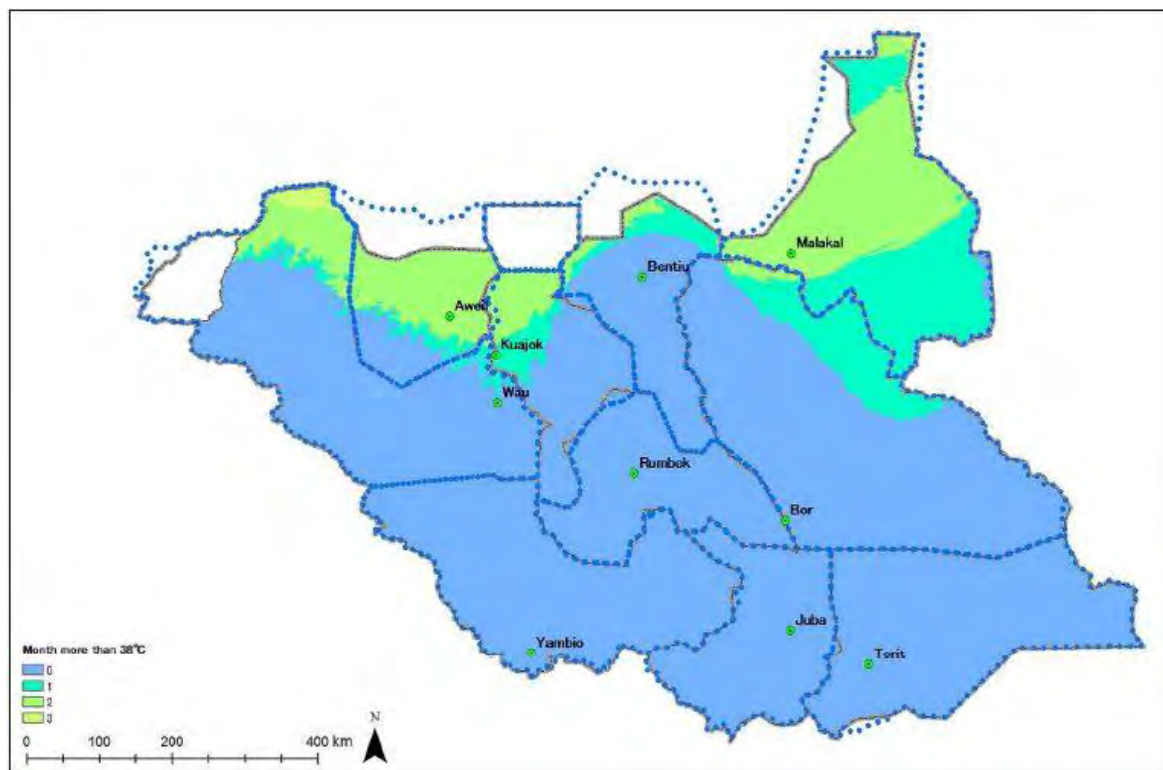 Malakal
Bentiu
Aweil
Kuajok
Wau
Rumbek
Bor
Juba
Torit
Yambio
Month more than 38°C
0
1
2
3
N
0 100 200 400 km